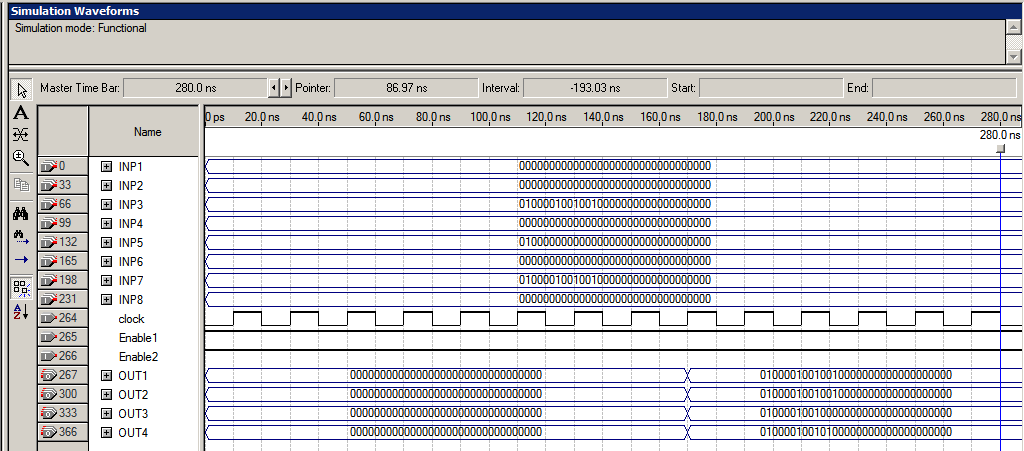 Simulation Waveforms
Simulation mode: Functional
Master Time Bar: 280.0 ns Pointer: 86.97 ns Interval: -193.03 ns Start: End:
Name 0 ps 20.0 ns 40.0 ns 60.0 ns 80.0 ns 100.0 ns 120.0 ns 140.0 ns 160.0 ns 180.0 ns 200.0 ns 220.0 ns 240.0 ns 260.0 ns 280.0 ns
280.0 ns
0 INP1 00000000000000000000000000000000
33 INP2 00000000000000000000000000000000
66 INP3 01000010010010000000000000000000
99 INP4 00000000000000000000000000000000
132 INP5 01000000000000000000000000000000
165 INP6 00000000000000000000000000000000
198 INP7 01000010010010000000000000000000
231 INP8 00000000000000000000000000000000
264 clock
265 Enable1
266 Enable2
267 OUT1 00000000000000000000000000000000 01000010010010000000000000000000
300 OUT2 00000000000000000000000000000000 01000010010010000000000000000000
333 OUT3 00000000000000000000000000000000 01000010010010000000000000000000
366 OUT4 00000000000000000000000000000000 01000010010100000000000000000000